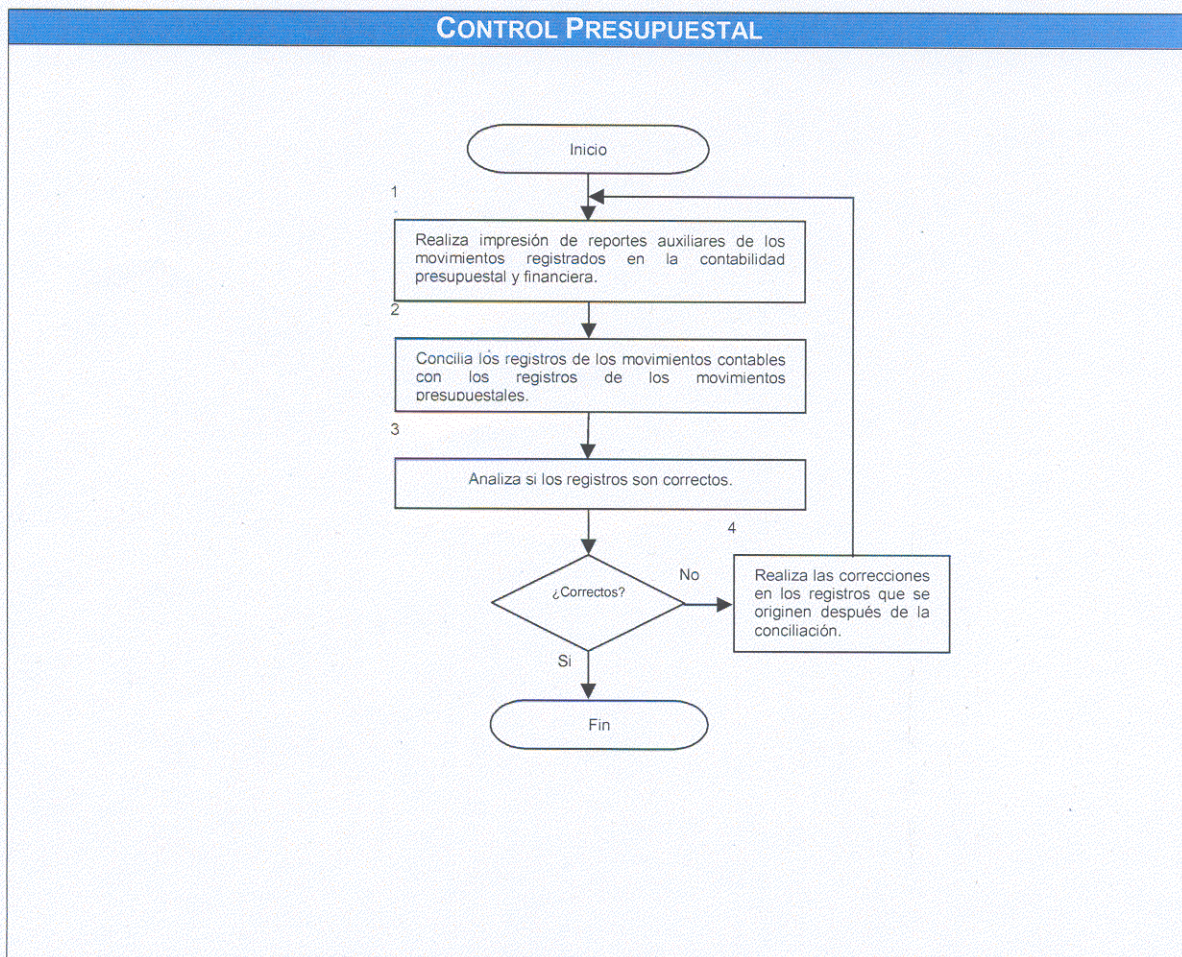 CONTROL PRESUPUESTAL
Inicio
1
Realiza impresión de reportes auxiliares de los
movimientos registrados en la contabilidad
presupuestal y financiera.
2
Concilia los registros de los movimientos contables
con los registros de los movimientos
presupuestales.
3
Analiza si los registros son correctos.
4
¿Correctos?
No
Realiza las correcciones
en los registros que se
originen después de la
conciliación.
Si
Fin